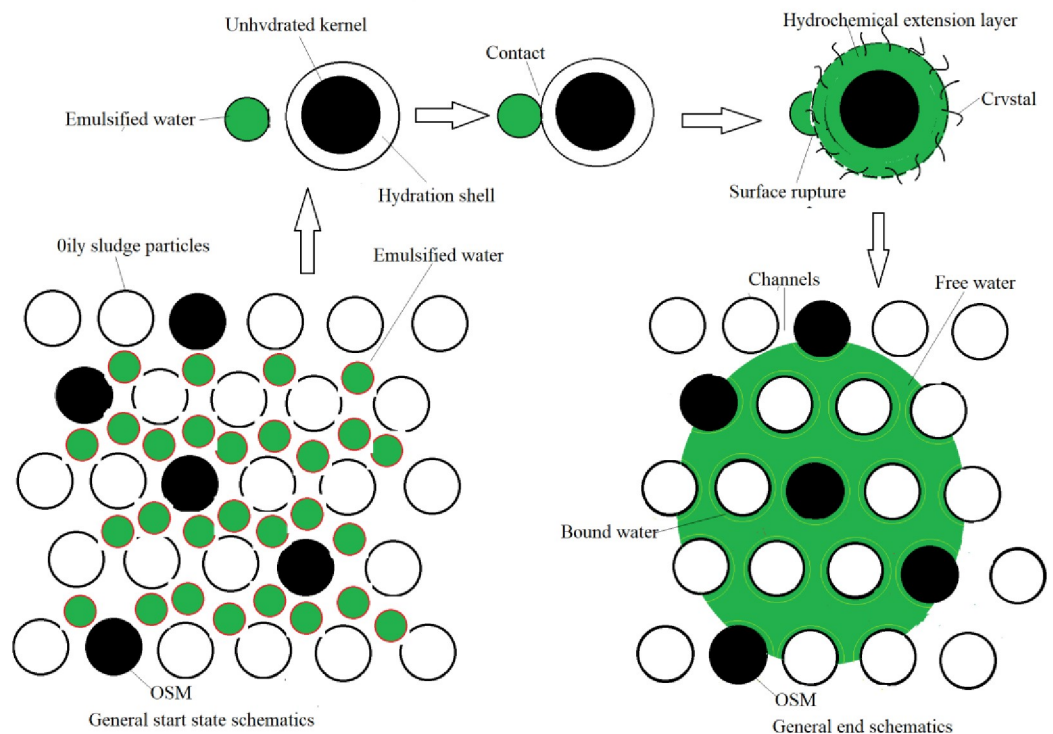 Unhvdrated kernel
Hydrochemical extension layer
Contact
Emulsified water
Crvstal
Hydration shell
Surface rupture
0ily sludge particles
Emulsified water
Channels
Free water
Bound water
OSM
OSM
General start state schematics
General end schematics